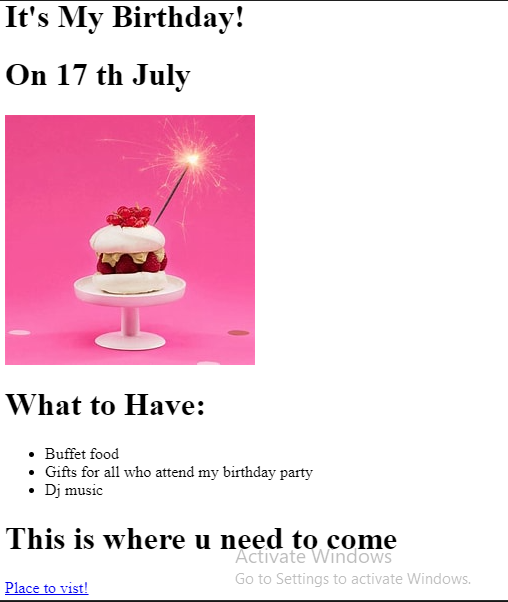 It's My Birthday!
On 17 th July
What to Have:
Buffet food
Gifts for all who attend my birthday party
Dj music
This is where u need to come
Activate Windows
Go to Settings to activate Windows.
Place to vist!